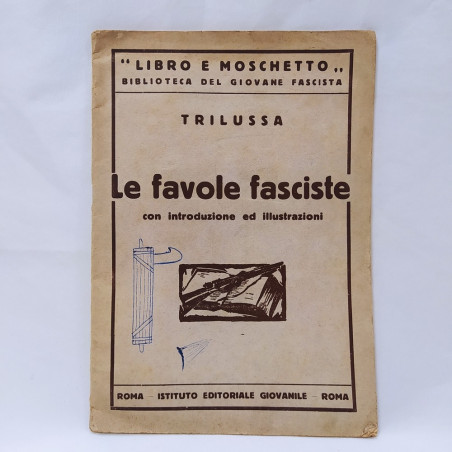 "LIBRO E MOSCHETTO„
BIBLIOTECA DEL GIOVANE FASCISTA
TRILUSSA
Le favole fasciste
con introduzione ed illustrazioni
ROMA - ISTITUTO EDITORIALE GIOVANILE - ROMA